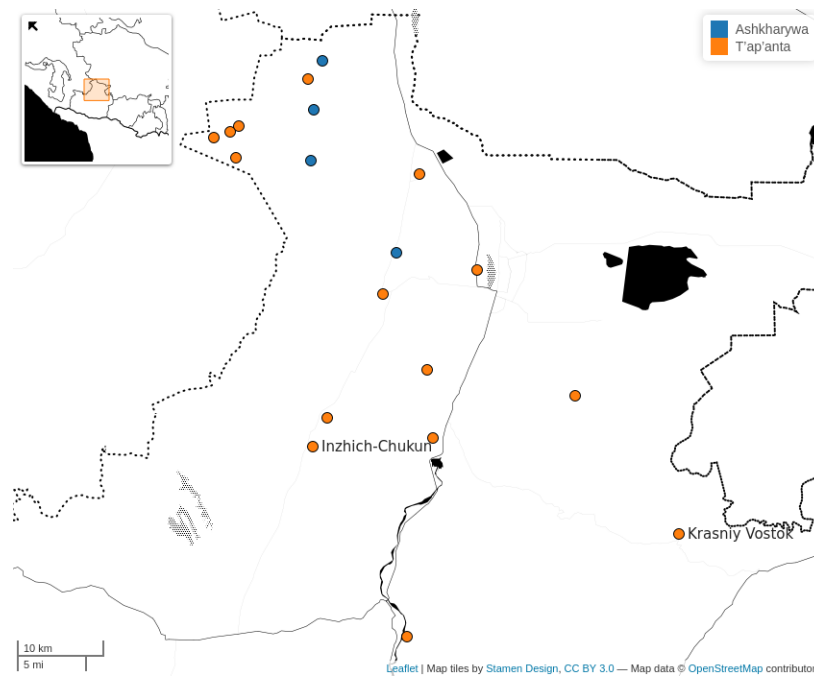 Ashkharywa
T'ap'anta
Inzhich-Chukun
Krasniy Vostok
10 km
5 mi
Leaflet | Map tiles by Stamen Design, CC BY 3.0 — Map data © OpenStreetMap contributor